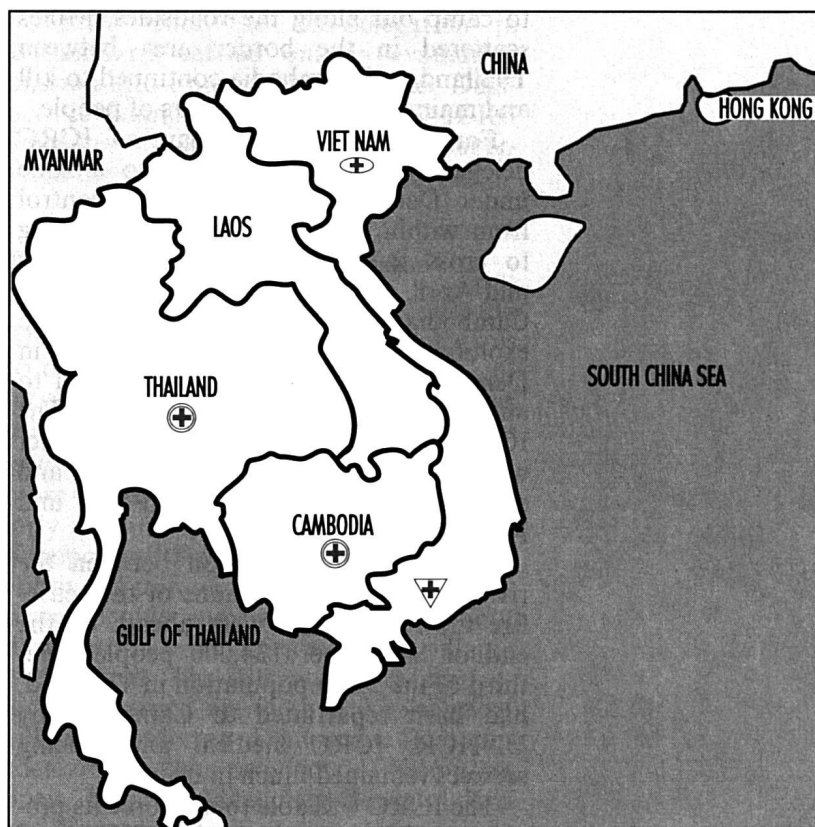 CHINA
HONG KONG
VIET NAM
MYANMAR
LAOS
SOUTH CHINA SEA
THAILAND
CAMBODIA
GULF OF THAILAND